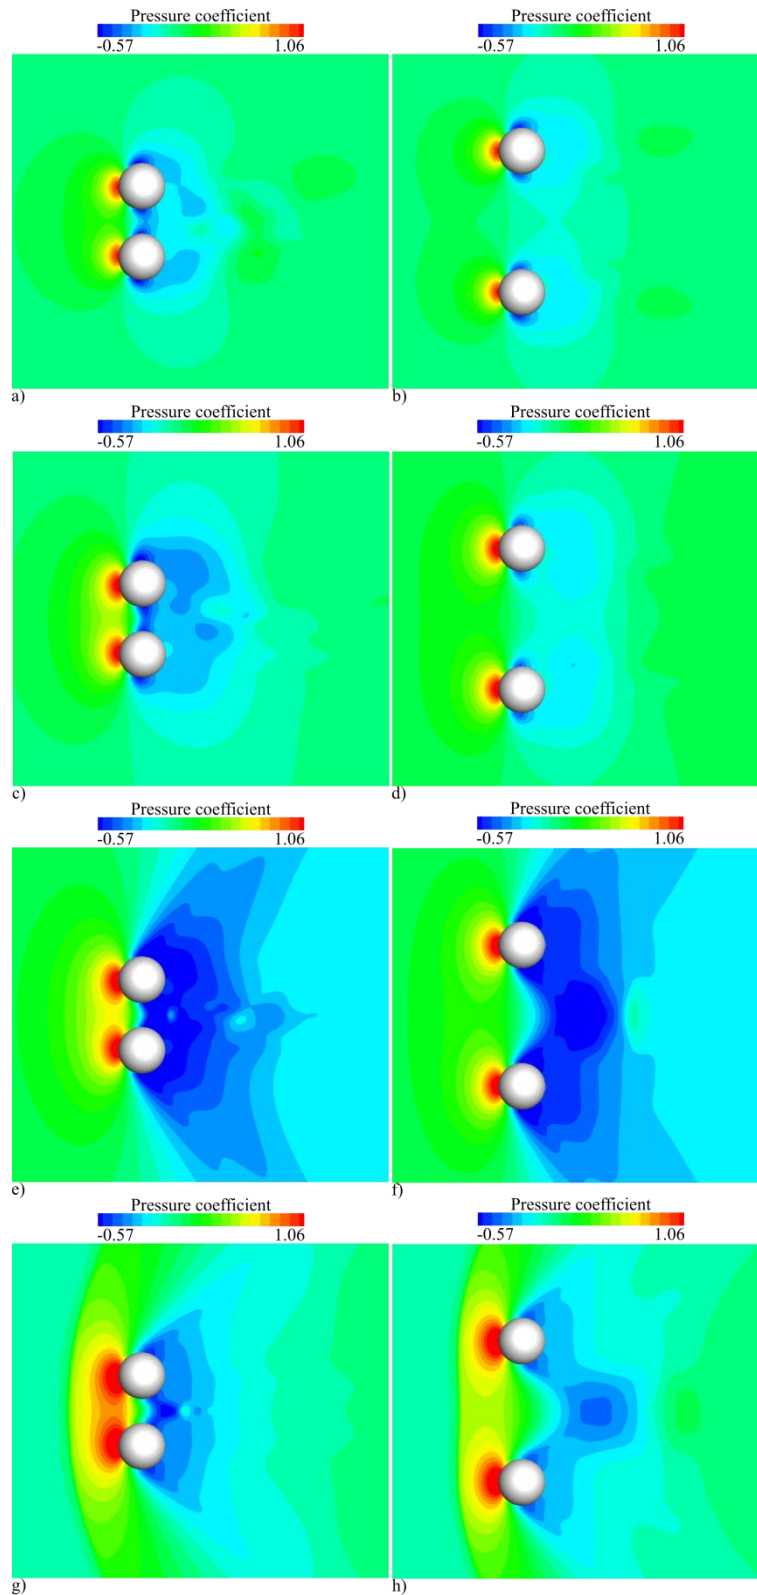 Pressure coefficient Pressure coefficient
-0.57 1.06 -0.57 1.06
a) b)
Pressure coefficient Pressure coefficient
-0.57 1.06 -0.57 1.06
c) d)
Pressure coefficient Pressure coefficient
-0.57 1.06 -0.57 1.06
e) f)
Pressure coefficient Pressure coefficient
-0.57 1.06 -0.57 1.06
g) h)